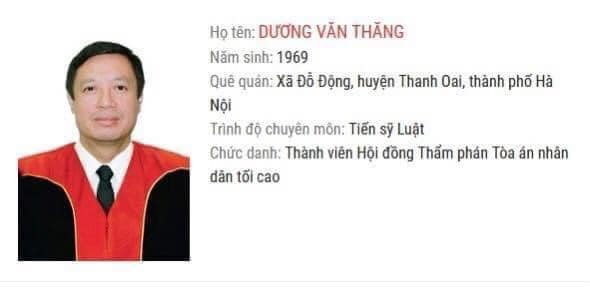 Họ tên: DƯƠNG VĂN THĂNG
Năm sinh: 1969
Quê quán: Xã Đỗ Động, huyện Thanh Oai, thành phố Hà
Nội
Trình độ chuyên môn: Tiến sỹ Luật
Chức danh: Thành viên Hội đồng Thẩm phán Tòa án nhân
dân tối cao